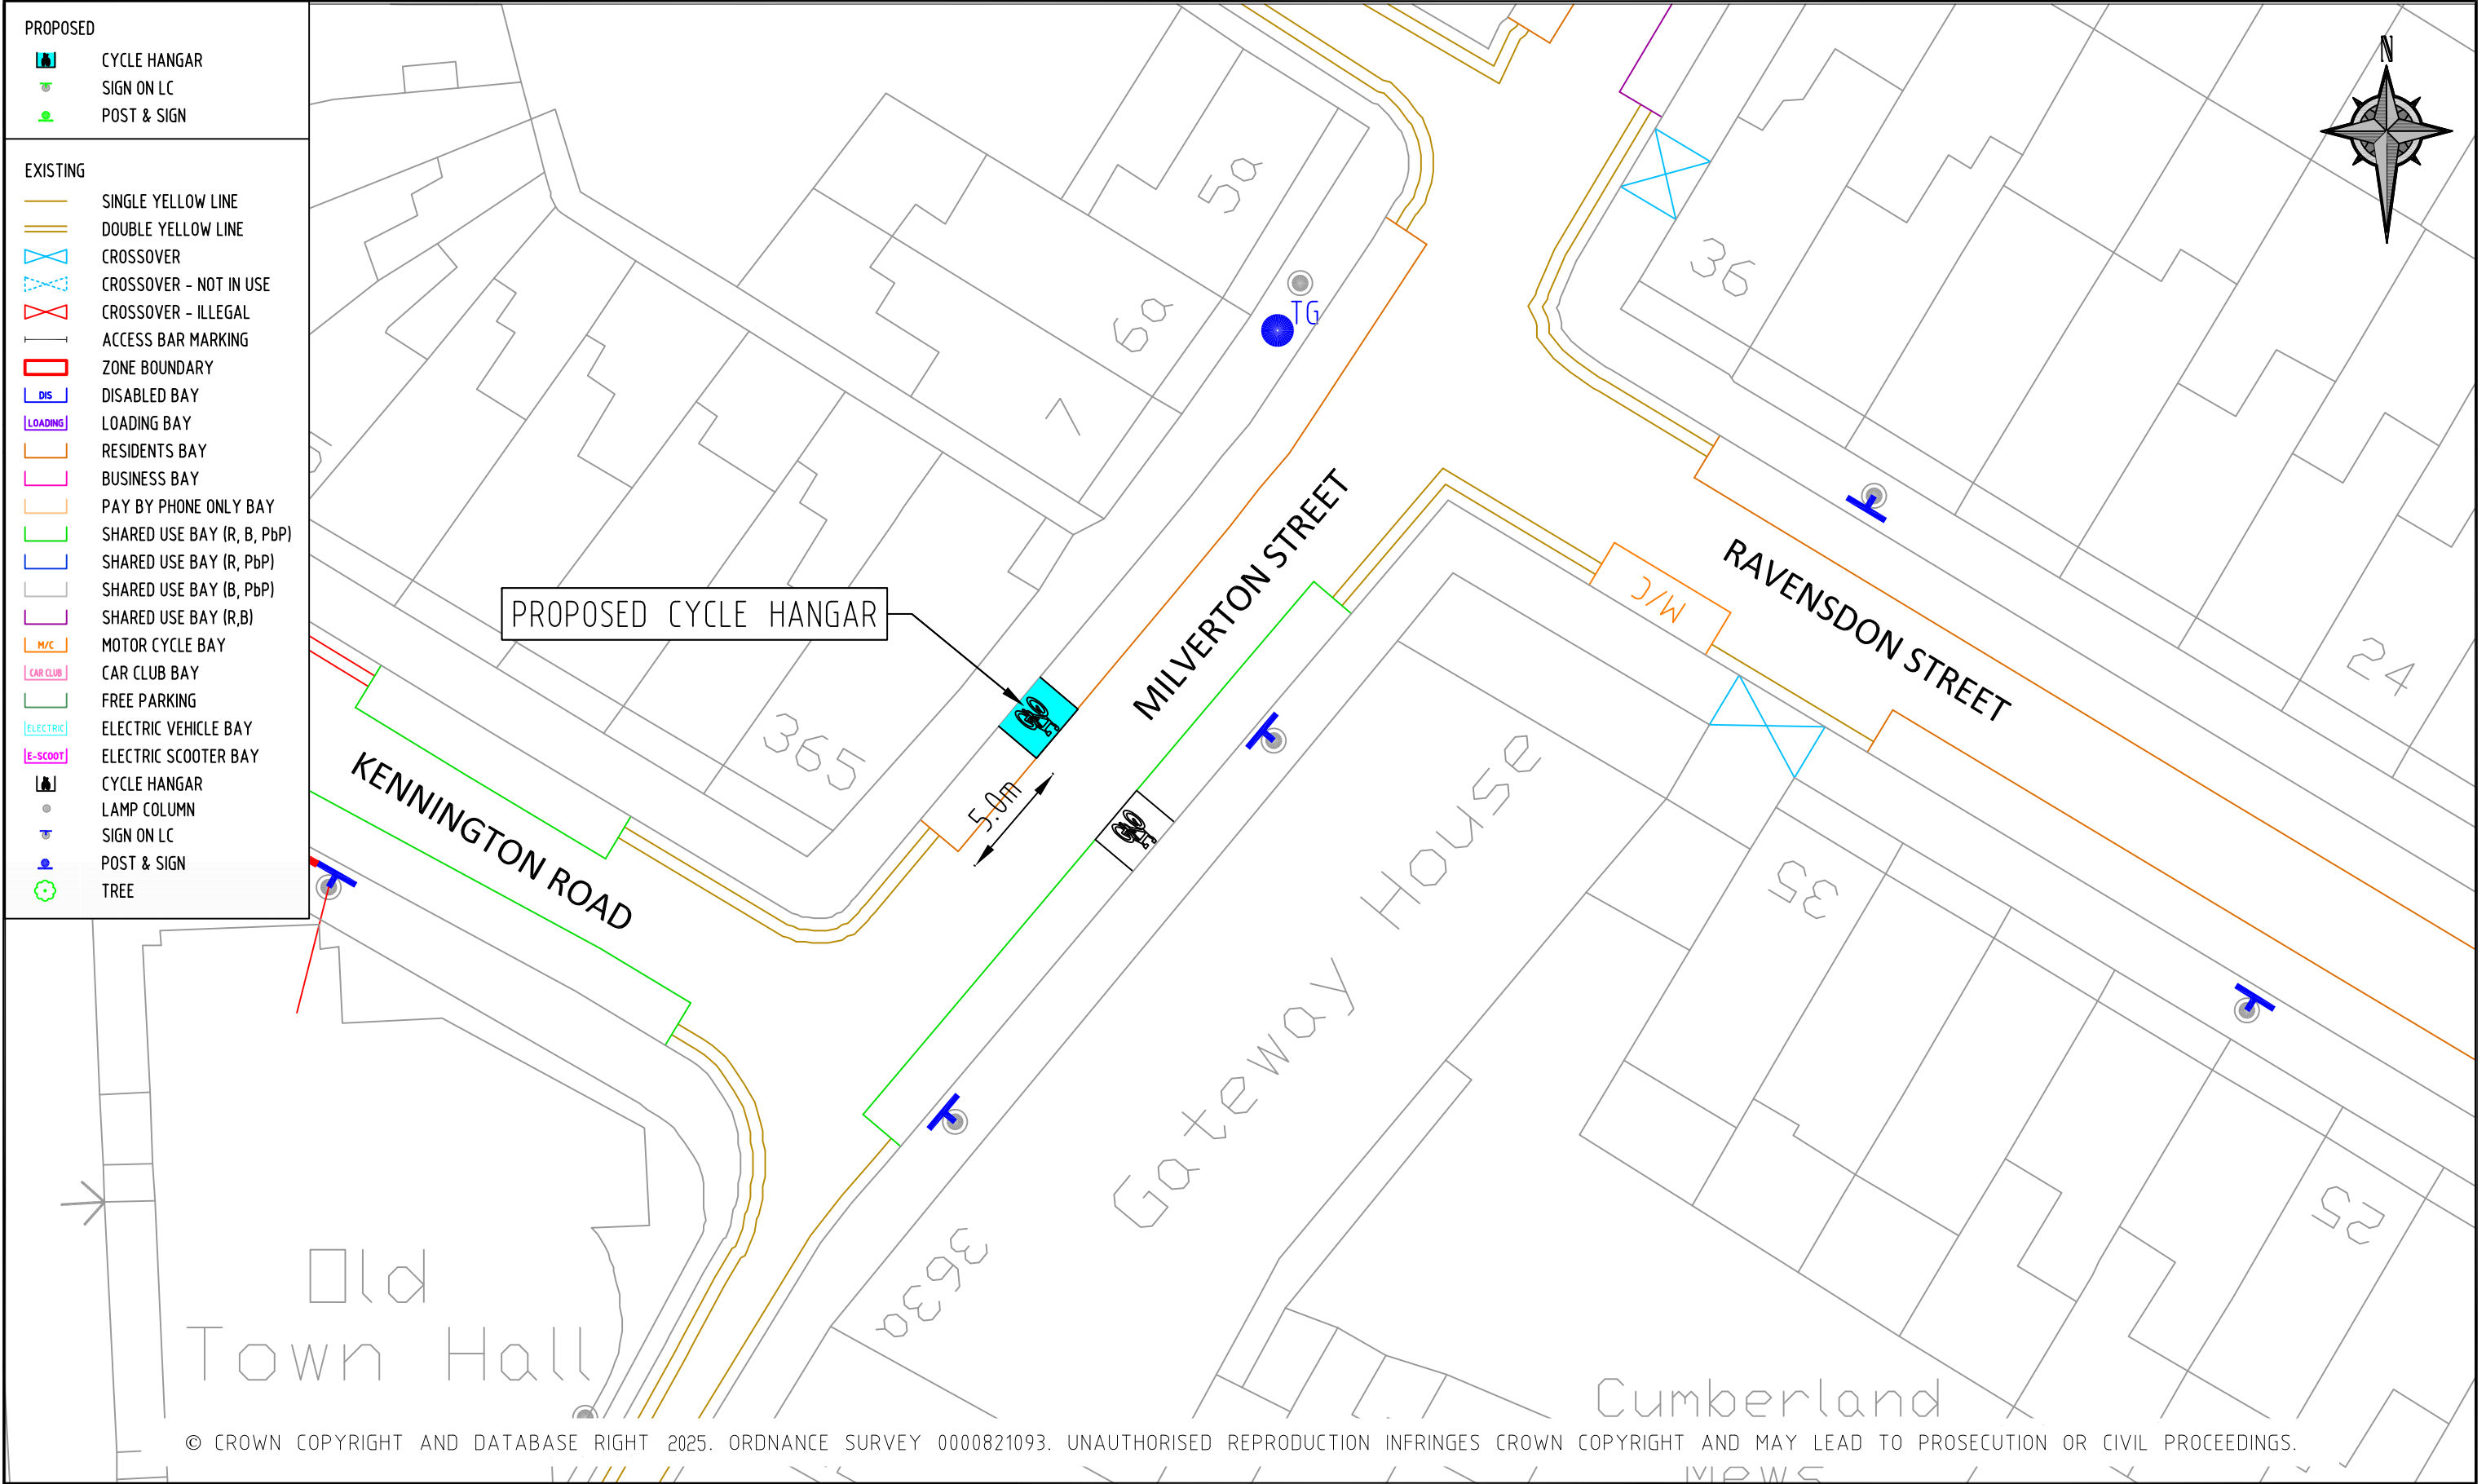 PROPOSED
CYCLE HANGAR
SIGN ON LC
POST & SIGN
EXISTING
SINGLE YELLOW LINE
DOUBLE YELLOW LINE
CROSSOVER
CROSSOVER - NOT IN USE
CROSSOVER - ILLEGAL
ACCESS BAR MARKING
ZONE BOUNDARY
DIS DISABLED BAY
LOADING LOADING BAY
RESIDENTS BAY
BUSINESS BAY
PAY BY PHONE ONLY BAY
SHARED USE BAY (R, B, PbP)
SHARED USE BAY (R, PbP)
SHARED USE BAY (B, PbP)
SHARED USE BAY (R,B)
M/C MOTOR CYCLE BAY
CAR CLUB CAR CLUB BAY
FREE PARKING
ELECTRIC ELECTRIC VEHICLE BAY
E-SCOOT ELECTRIC SCOOTER BAY
CYCLE HANGAR
LAMP COLUMN
SIGN ON LC
POST & SIGN
TREE
N
59
69
7
36
TG
PROPOSED CYCLE HANGAR
MILVERTON STREET
M/C
RAVENSDON STREET
24
365
KENNINGTON ROAD
5.0m
Gateway House
35
25
363a
Old
Town Hall
Cumberland
Mews
© CROWN COPYRIGHT AND DATABASE RIGHT 2025. ORDNANCE SURVEY 0000821093. UNAUTHORISED REPRODUCTION INFRINGES CROWN COPYRIGHT AND MAY LEAD TO PROSECUTION OR CIVIL PROCEEDINGS.